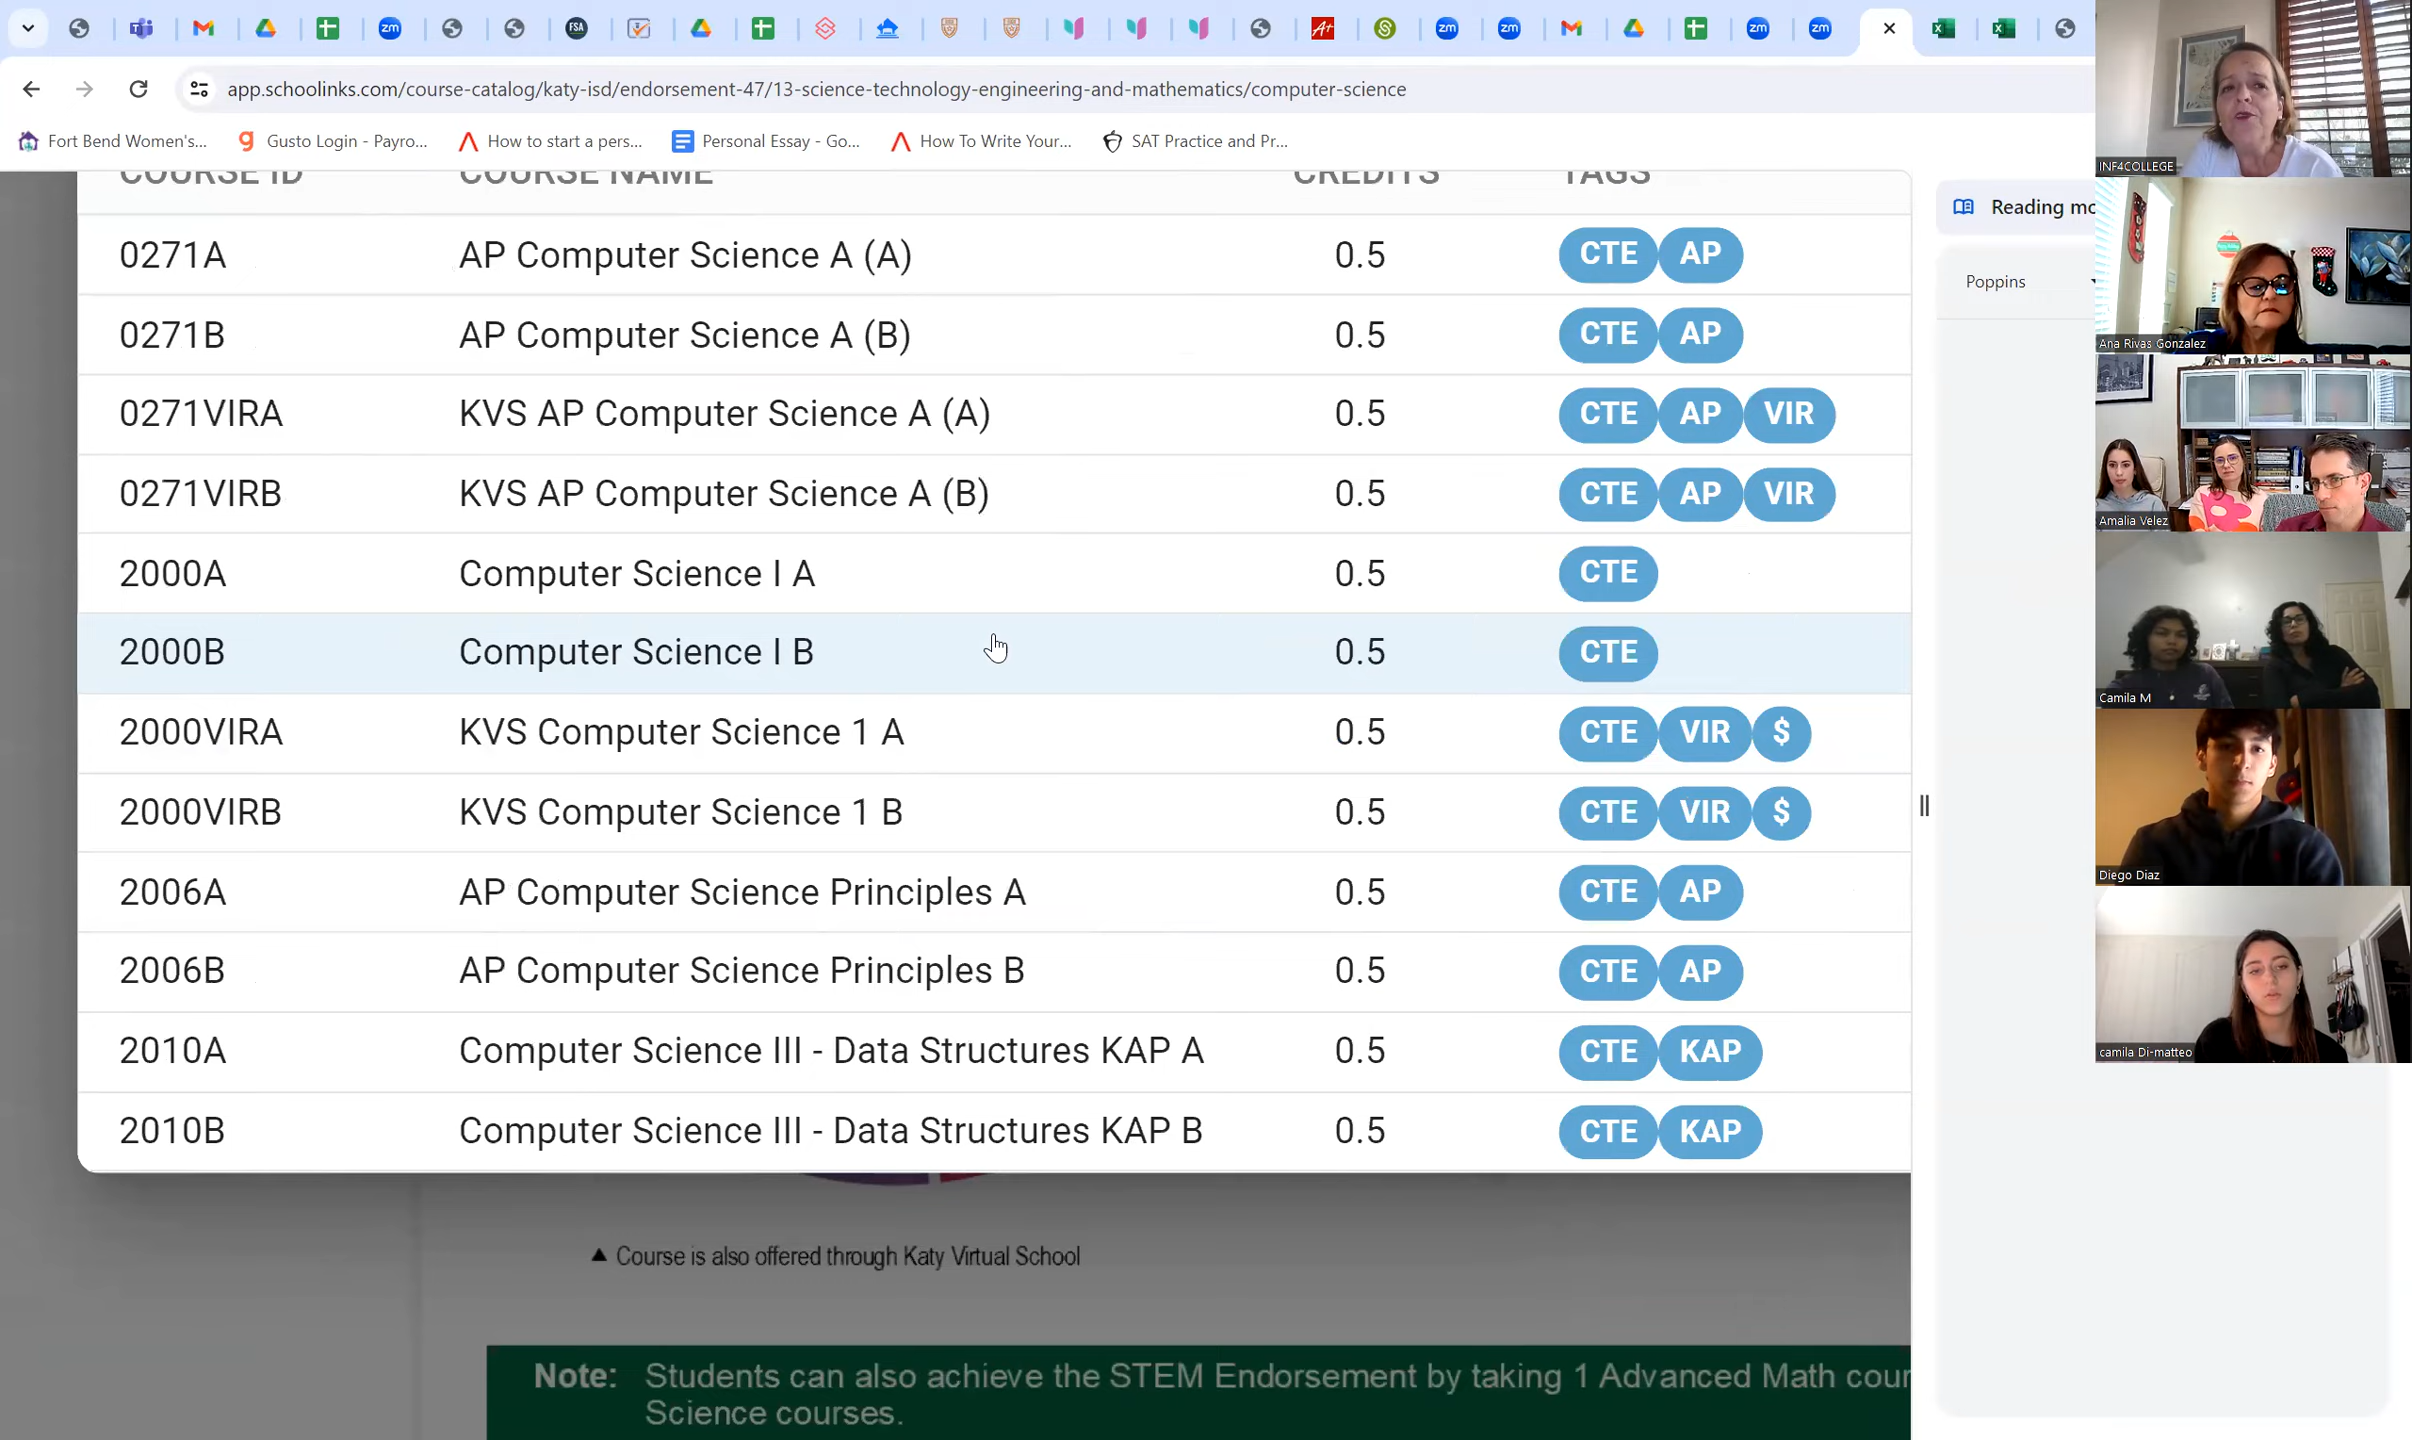 zm
FSA
zm
A+
zm
zm
zm
zm
app.schoolinks.com/course-catalog/katy-isd/endorsement-47/13-science-technology-engineering-and-mathematics/computer-science
Fort Bend Women's...
Gusto Login - Payro...
How to start a pers...
Personal Essay - Go...
How To Write Your...
SAT Practice and Pr...
COURSE ID COURSE NAME CREDITS TAGS
0271A AP Computer Science A (A) 0.5 CTE AP
0271B AP Computer Science A (B) 0.5 CTE AP
0271VIRA KVS AP Computer Science A (A) 0.5 CTE AP VIR
0271VIRB KVS AP Computer Science A (B) 0.5 CTE AP VIR
2000A Computer Science I A 0.5 CTE
2000B Computer Science I B 0.5 CTE
2000VIRA KVS Computer Science 1 A 0.5 CTE VIR $
2000VIRB KVS Computer Science 1 B 0.5 CTE VIR $
2006A AP Computer Science Principles A 0.5 CTE AP
2006B AP Computer Science Principles B 0.5 CTE AP
2010A Computer Science III - Data Structures KAP A 0.5 CTE KAP
2010B Computer Science III - Data Structures KAP B 0.5 CTE KAP
▲ Course is also offered through Katy Virtual School
Note: Students can also achieve the STEM Endorsement by taking 1 Advanced Math cour
Science courses.
Reading mo
Poppins
INF4COLLEGE
Ana Rivas Gonzalez
Amalia Velez
Camila M
Diego Diaz
camila Di-matteo